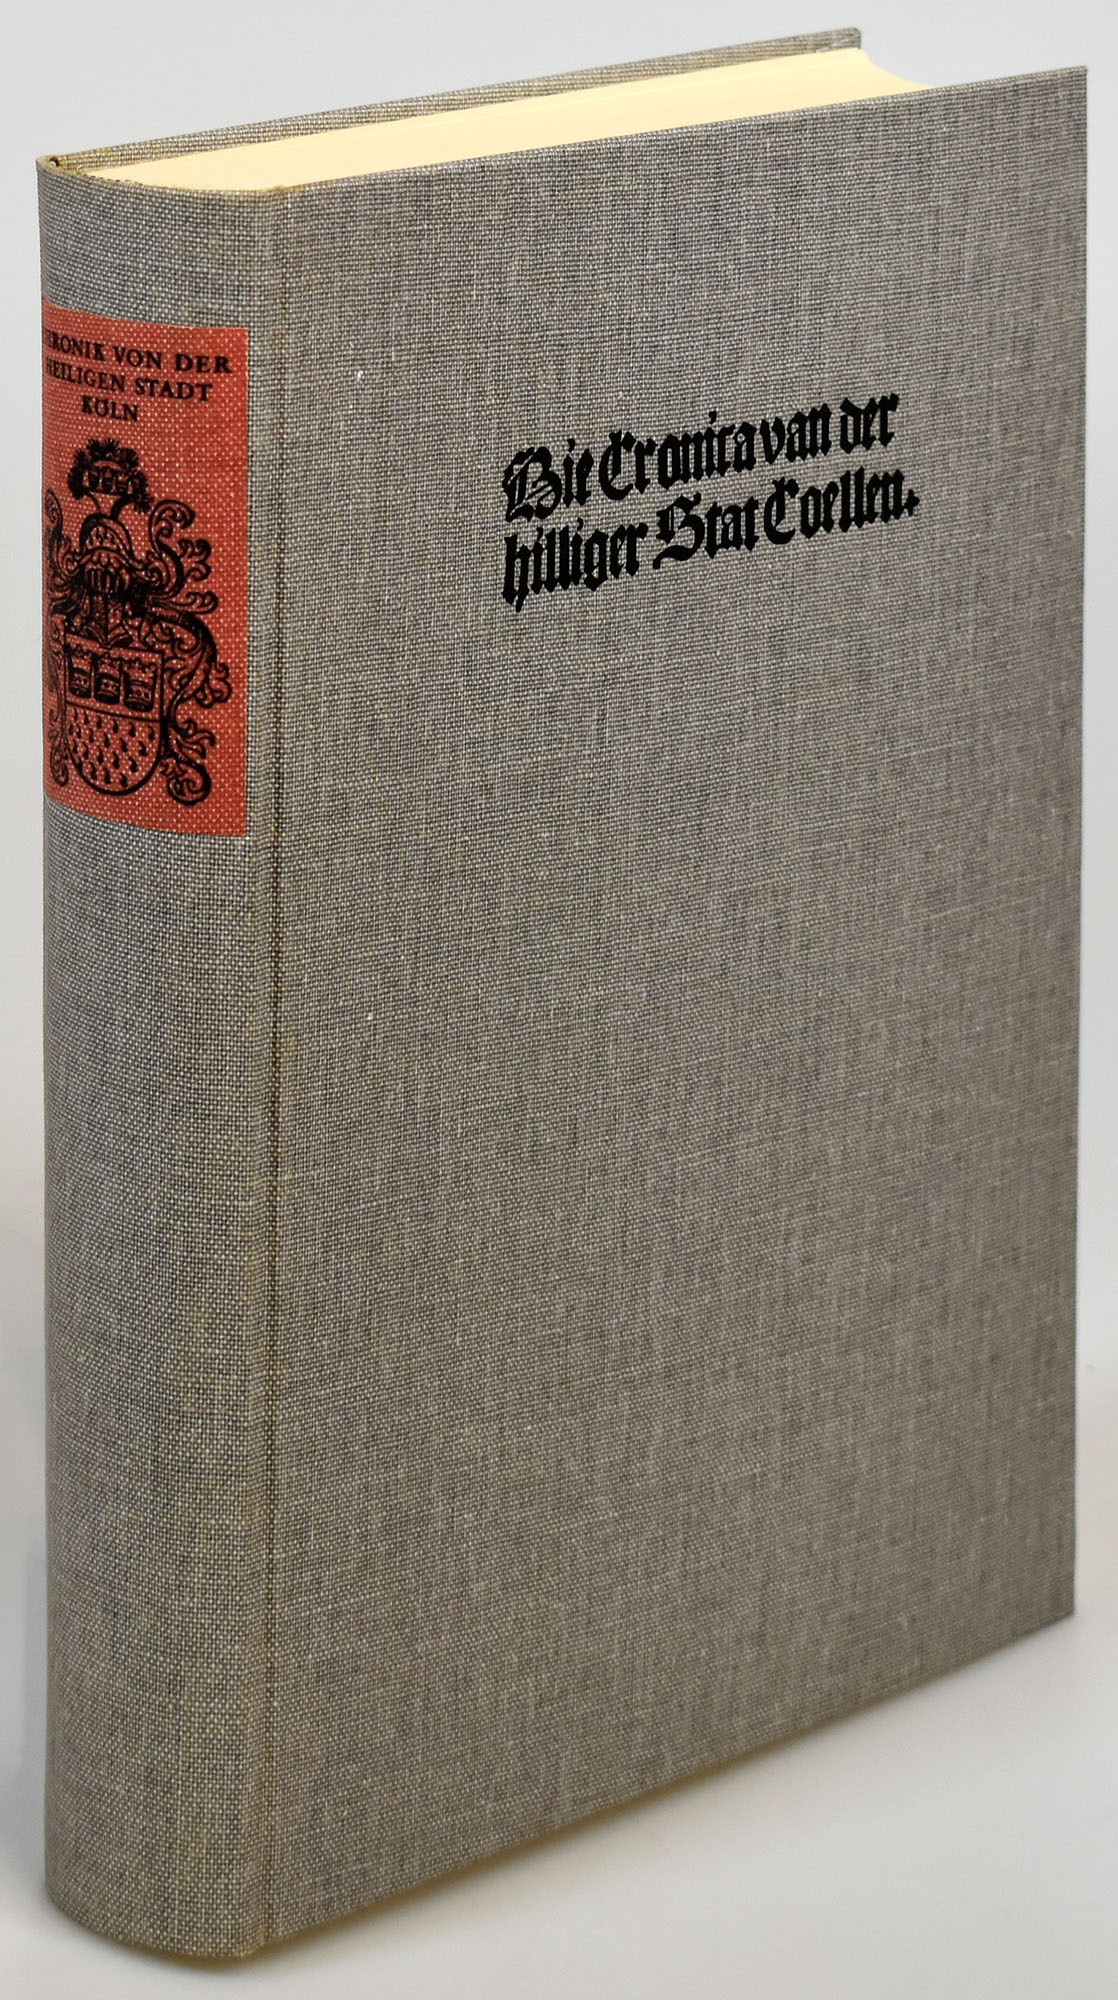 CHRONIK VON DER
HEILIGEN STADT
KÖLN
Die Cronica van der
hilliger Stat Coellen.